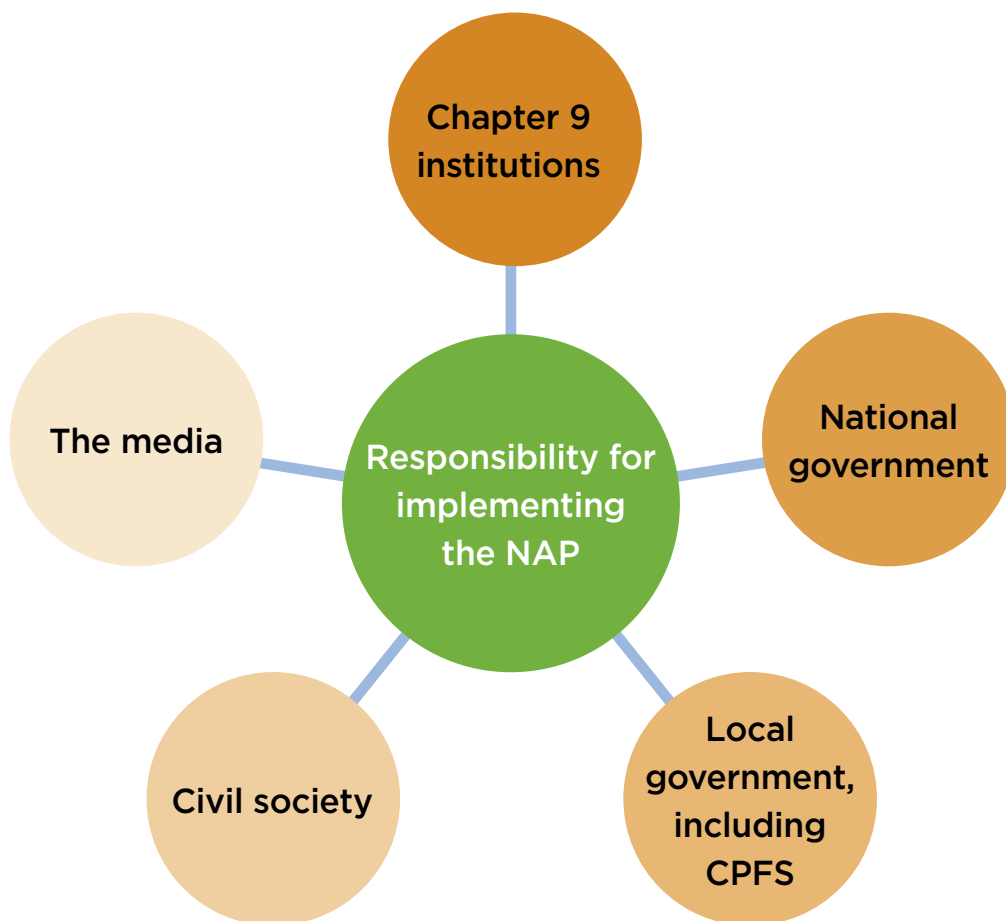 Chapter 9
institutions
National
government
Local
government,
including
CPFS
Civil society
The media
Responsibility for
implementing
the NAP